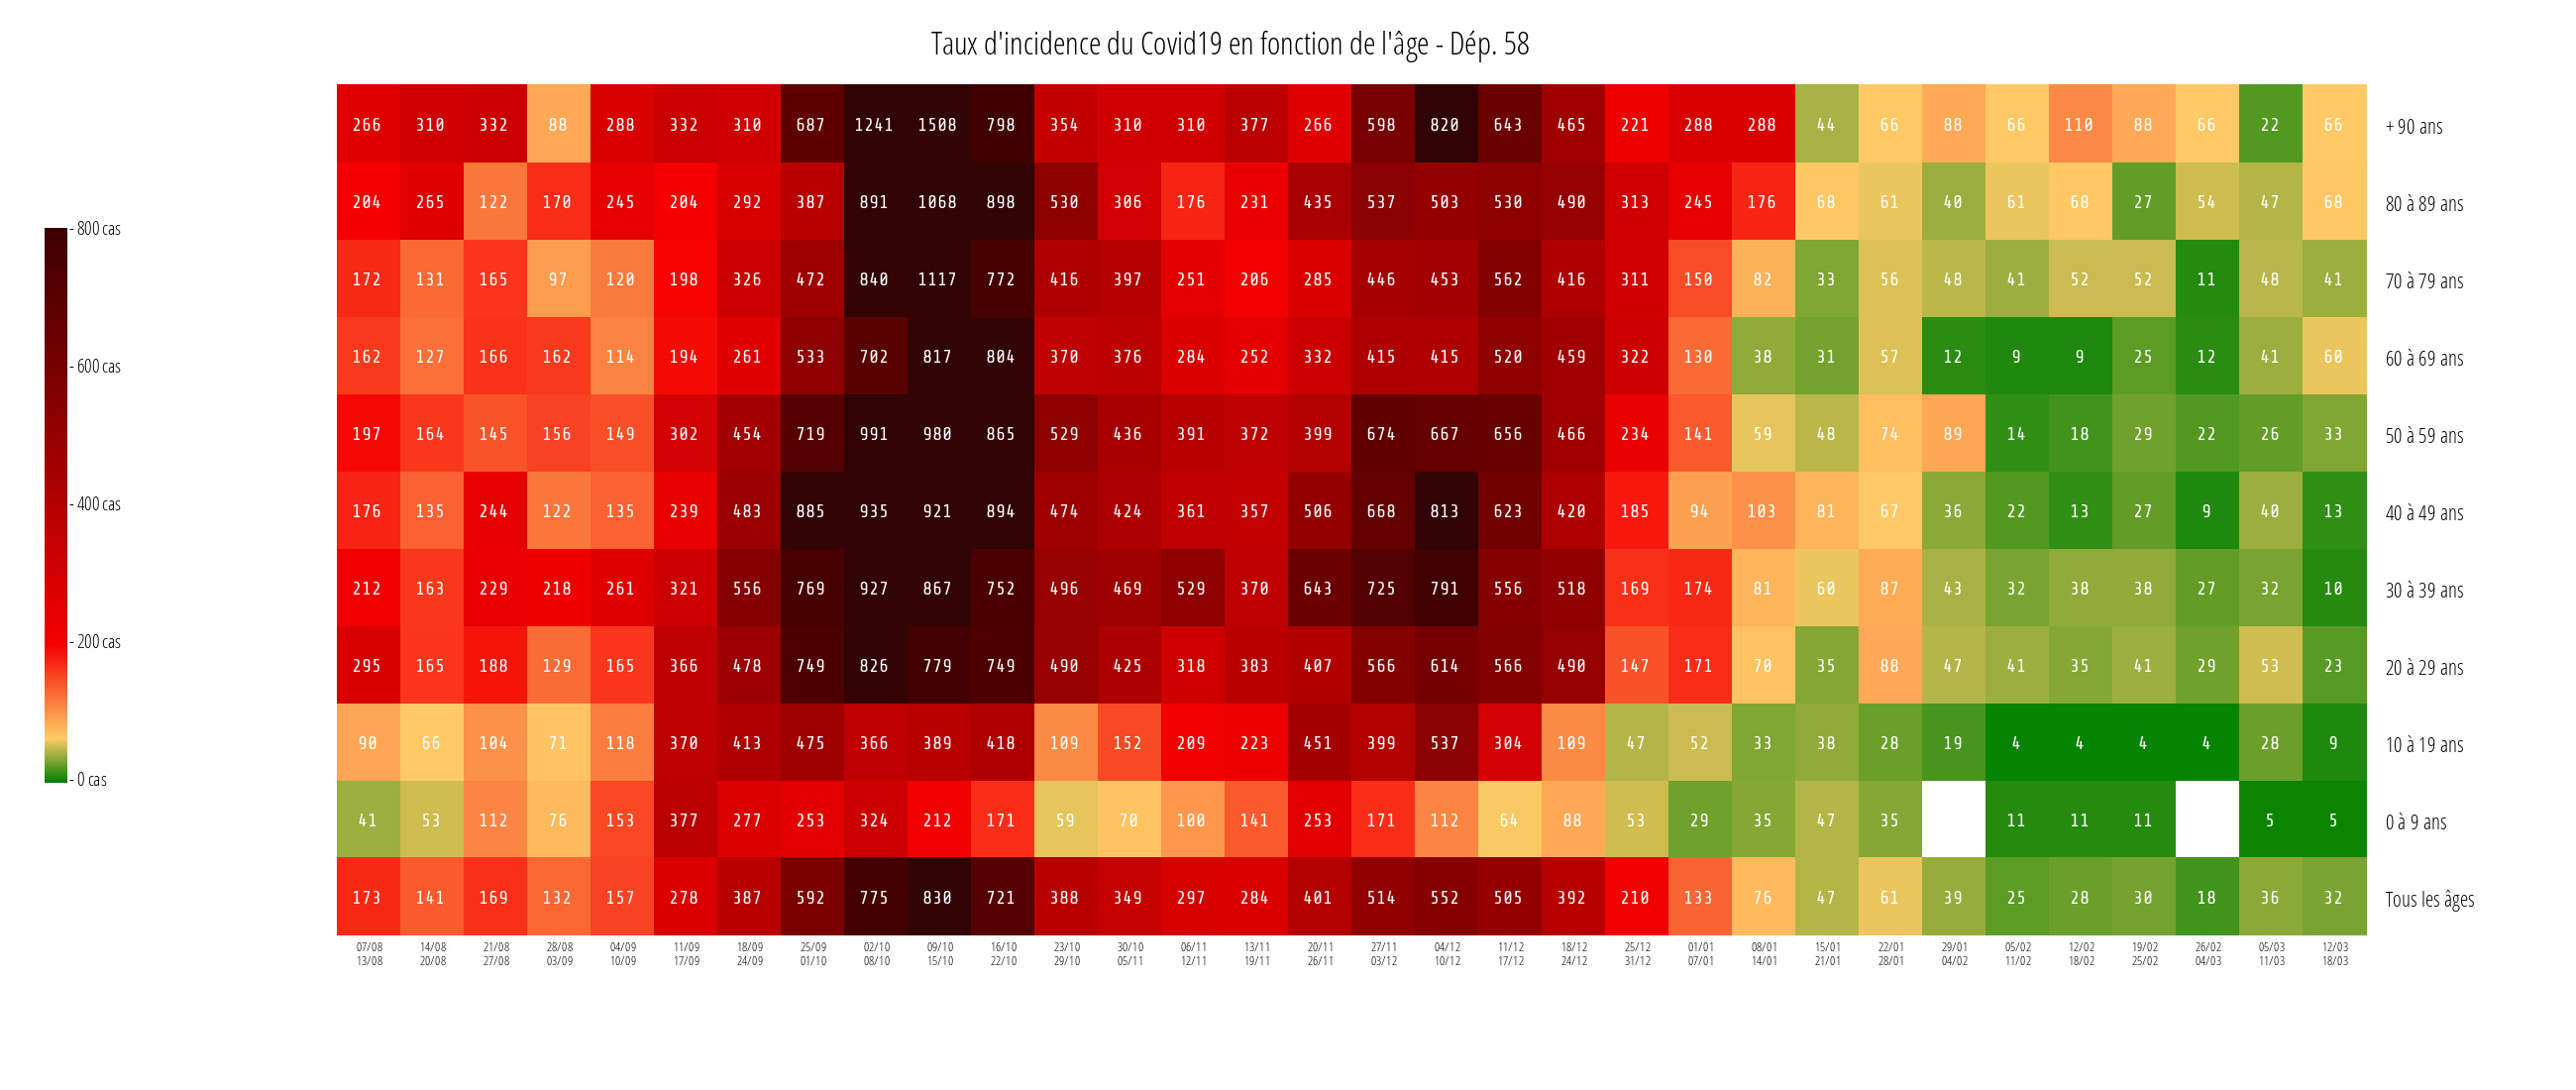 Taux d'incidence du Covid19 en fonction de l'âge - Dép. 58
- 800 cas
- 600 cas
- 400 cas
- 200 cas
- 0 cas
266 310 332 88 288 332 310 687 1241 1508 798 354 310 310 377 266 598 820 643 465 221 288 288 44 66 88 66 110 88 66 22 66 + 90 ans
204 265 122 170 245 204 292 387 891 1068 898 530 306 176 231 435 537 503 530 490 313 245 176 68 61 40 61 68 27 54 47 68 80 à 89 ans
172 131 165 97 120 198 326 472 840 1117 772 416 397 251 206 285 446 453 562 416 311 150 82 33 56 48 41 52 52 11 48 41 70 à 79 ans
162 127 166 162 114 194 261 533 702 817 804 370 376 284 252 332 415 415 520 459 322 130 38 31 57 12 9 9 25 12 41 60 60 à 69 ans
197 164 145 156 149 302 454 719 991 980 865 529 436 391 372 399 674 667 656 466 234 141 59 48 74 89 14 18 29 22 26 33 50 à 59 ans
176 135 244 122 135 239 483 885 935 921 894 474 424 361 357 506 668 813 623 420 185 94 103 81 67 36 22 13 27 9 40 13 40 à 49 ans
212 163 229 218 261 321 556 769 927 867 752 496 469 529 370 643 725 791 556 518 169 174 81 60 87 43 32 38 38 27 32 10 30 à 39 ans
295 165 188 129 165 366 478 749 826 779 749 490 425 318 383 407 566 614 566 490 147 171 70 35 88 47 41 35 41 29 53 23 20 à 29 ans
90 66 104 71 118 370 413 475 366 389 418 109 152 209 223 451 399 537 304 109 47 52 33 38 28 19 4 4 4 4 28 9 10 à 19 ans
41 53 112 76 153 377 277 253 324 212 171 59 70 100 141 253 171 112 64 88 53 29 35 47 35 11 11 11 5 5 0 à 9 ans
173 141 169 132 157 278 387 592 775 830 721 388 349 297 284 401 514 552 505 392 210 133 76 47 61 39 25 28 30 18 36 32 Tous les âges
07/08 14/08 21/08 28/08 04/09 11/09 18/09 25/09 02/10 09/10 16/10 23/10 30/10 06/11 13/11 20/11 27/11 04/12 11/12 18/12 25/12 01/01 08/01 15/01 22/01 29/01 05/02 12/02 19/02 26/02 05/03 12/03
13/08 20/08 27/08 03/09 10/09 17/09 24/09 01/10 08/10 15/10 22/10 29/10 05/11 12/11 19/11 26/11 03/12 10/12 17/12 24/12 31/12 07/01 14/01 21/01 28/01 04/02 11/02 18/02 25/02 04/03 11/03 18/03